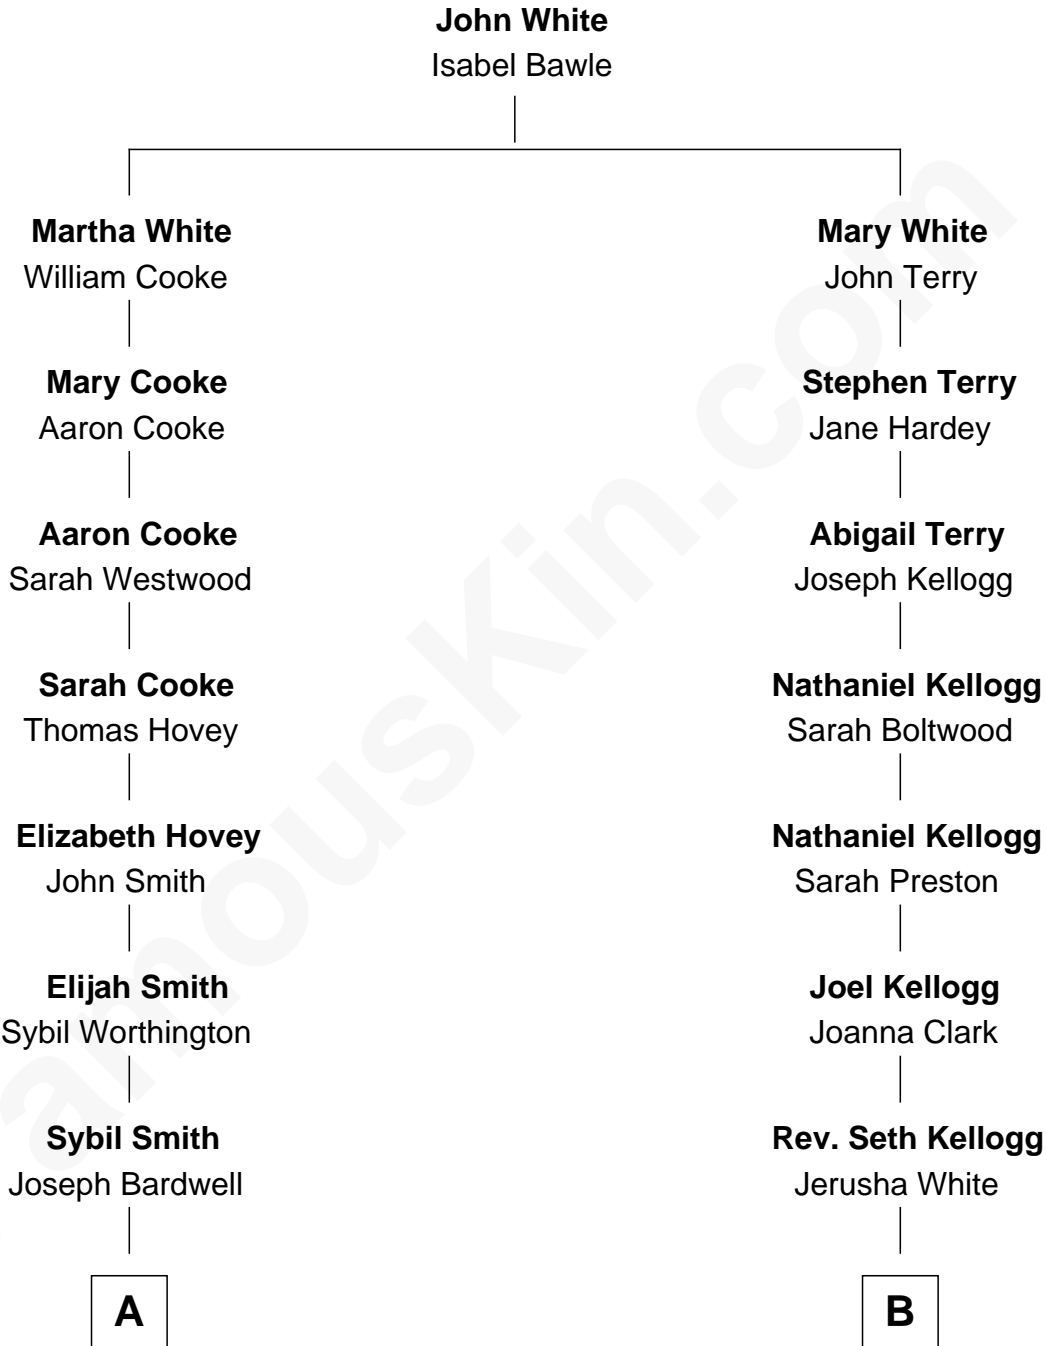 John White
Isabel Bawle
Martha White
William Cooke
Mary White
John Terry
Mary Cooke
Aaron Cooke
Stephen Terry
Jane Hardey
Aaron Cooke
Sarah Westwood
Abigail Terry
Joseph Kellogg
Sarah Cooke
Thomas Hovey
Nathaniel Kellogg
Sarah Boltwood
Elizabeth Hovey
John Smith
Nathaniel Kellogg
Sarah Preston
Elijah Smith
Sybil Worthington
Joel Kellogg
Joanna Clark
Sybil Smith
Joseph Bardwell
Rev. Seth Kellogg
Jerusha White
A
B
amouskin.com